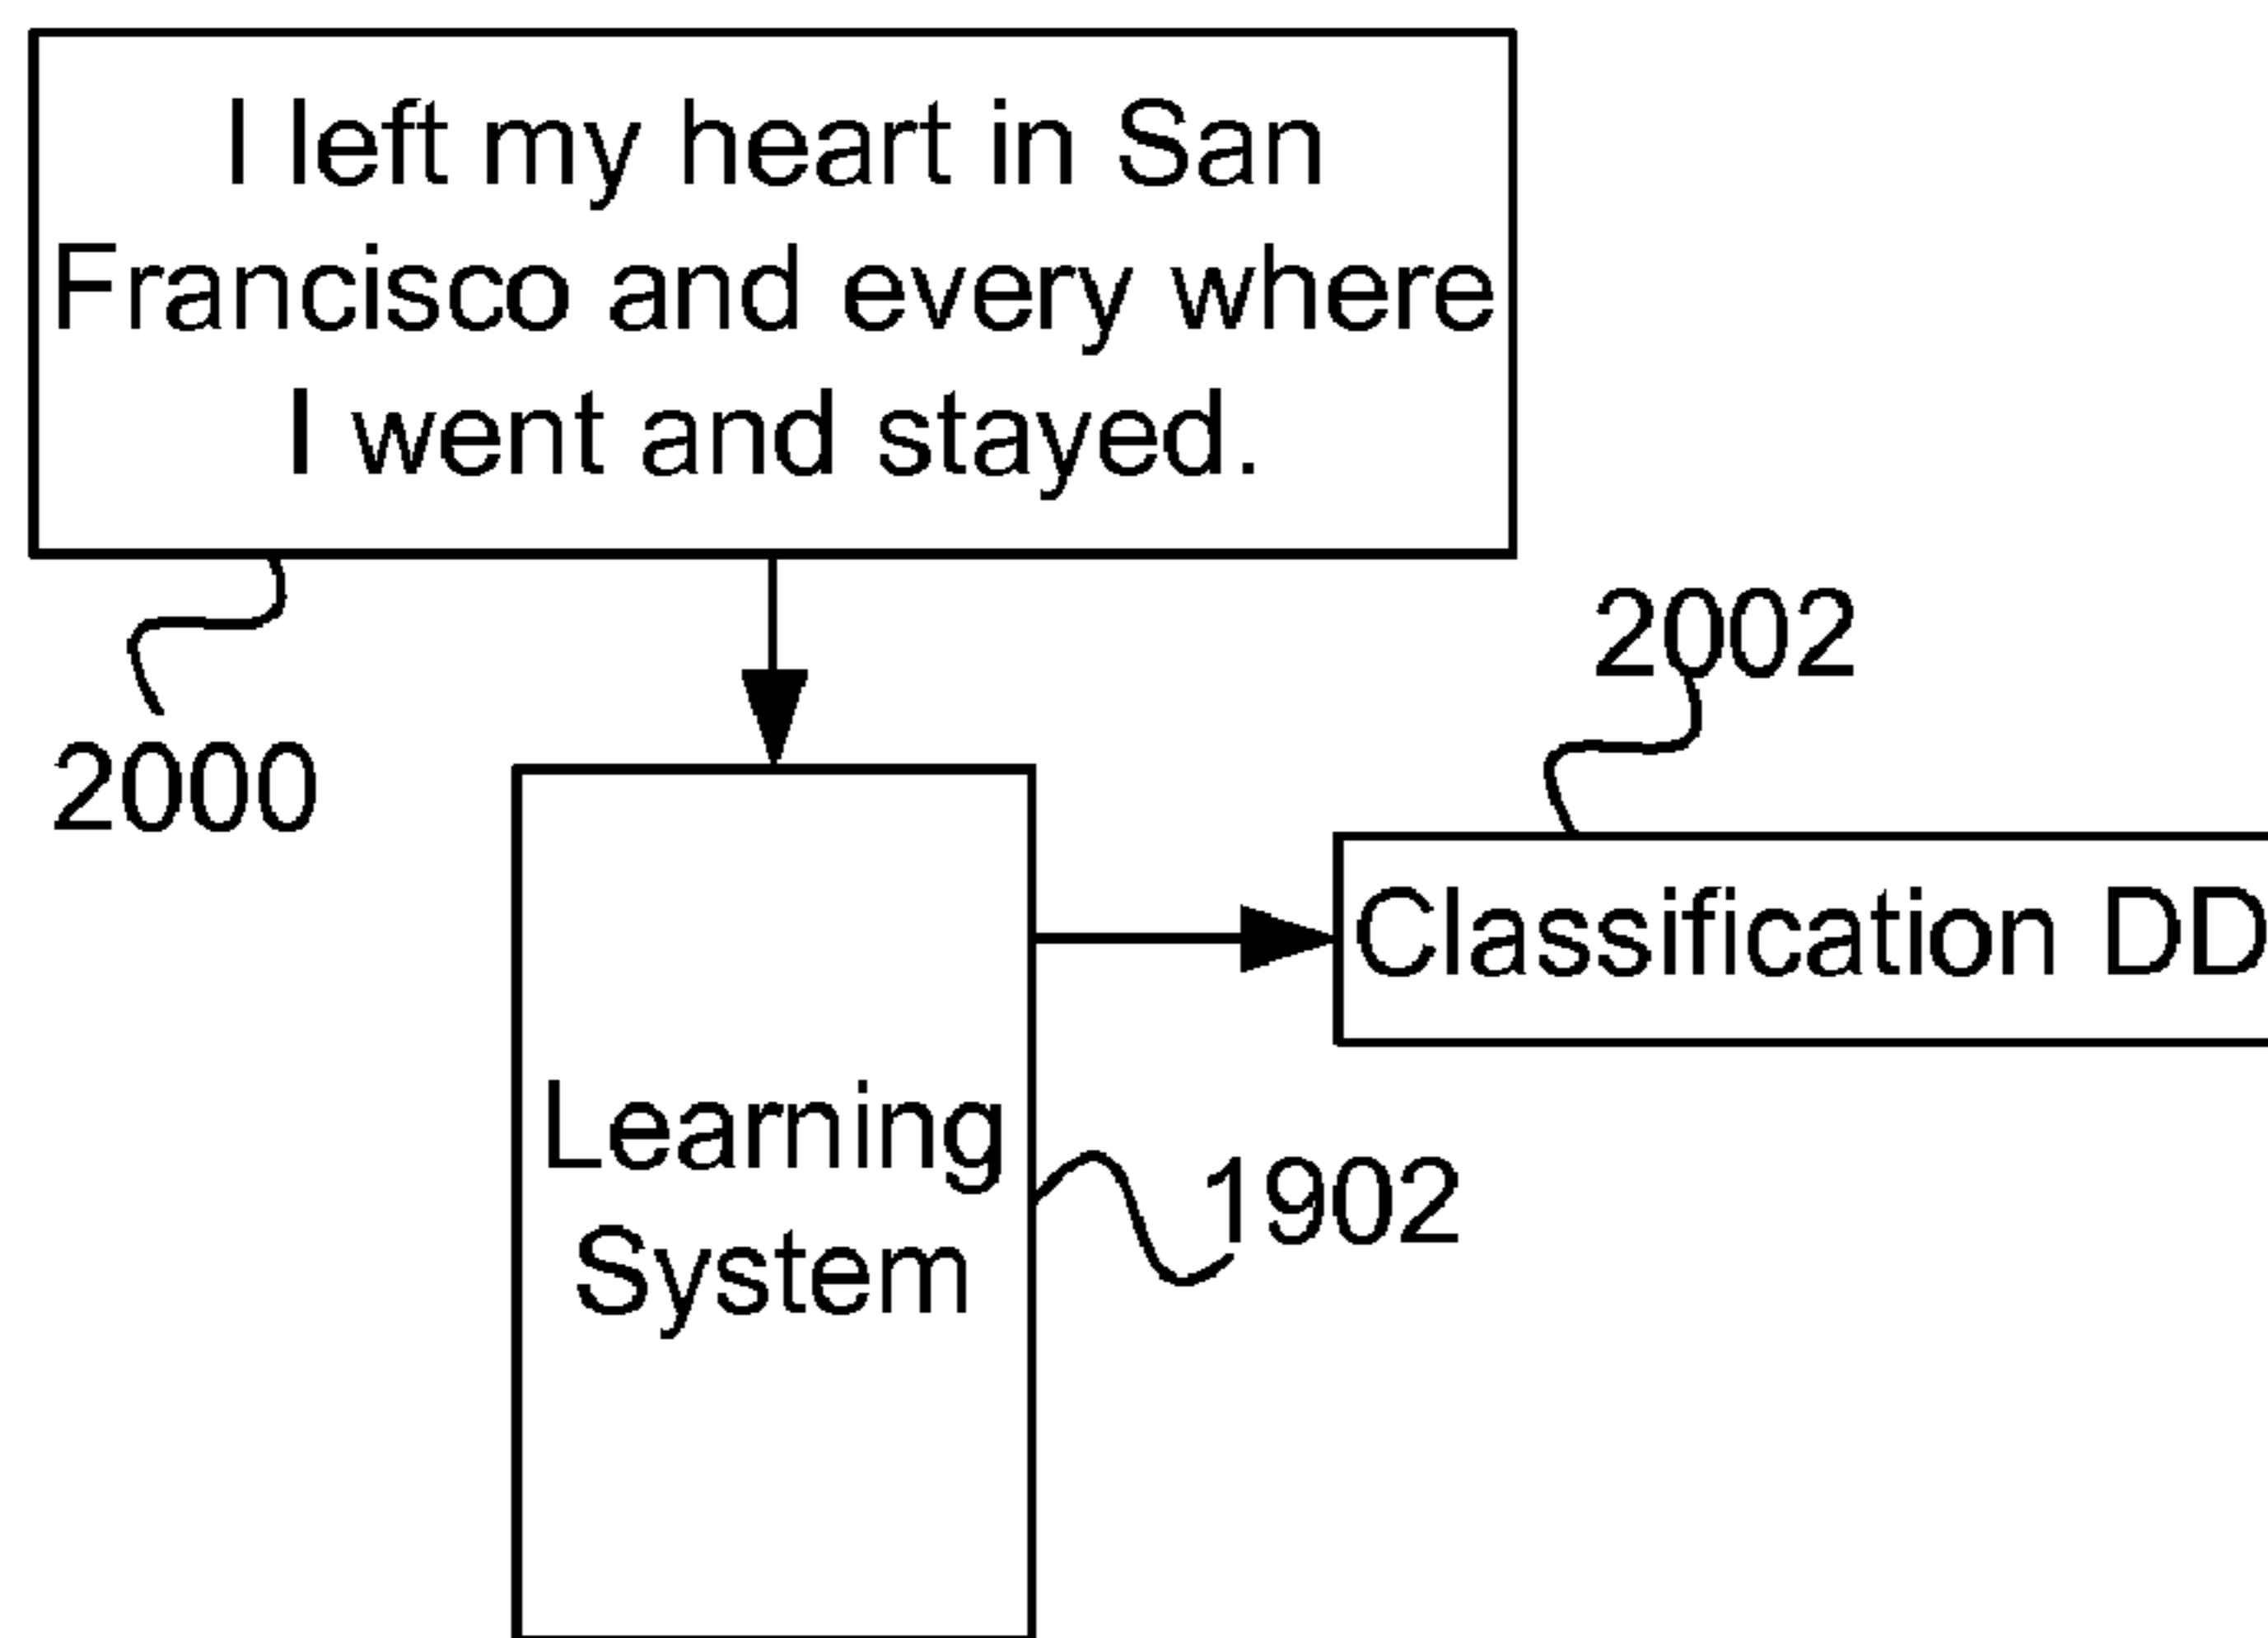 I left my heart in San
Francisco and every where
I went and stayed.
2000
2002
Classification DD
Learning
System
1902